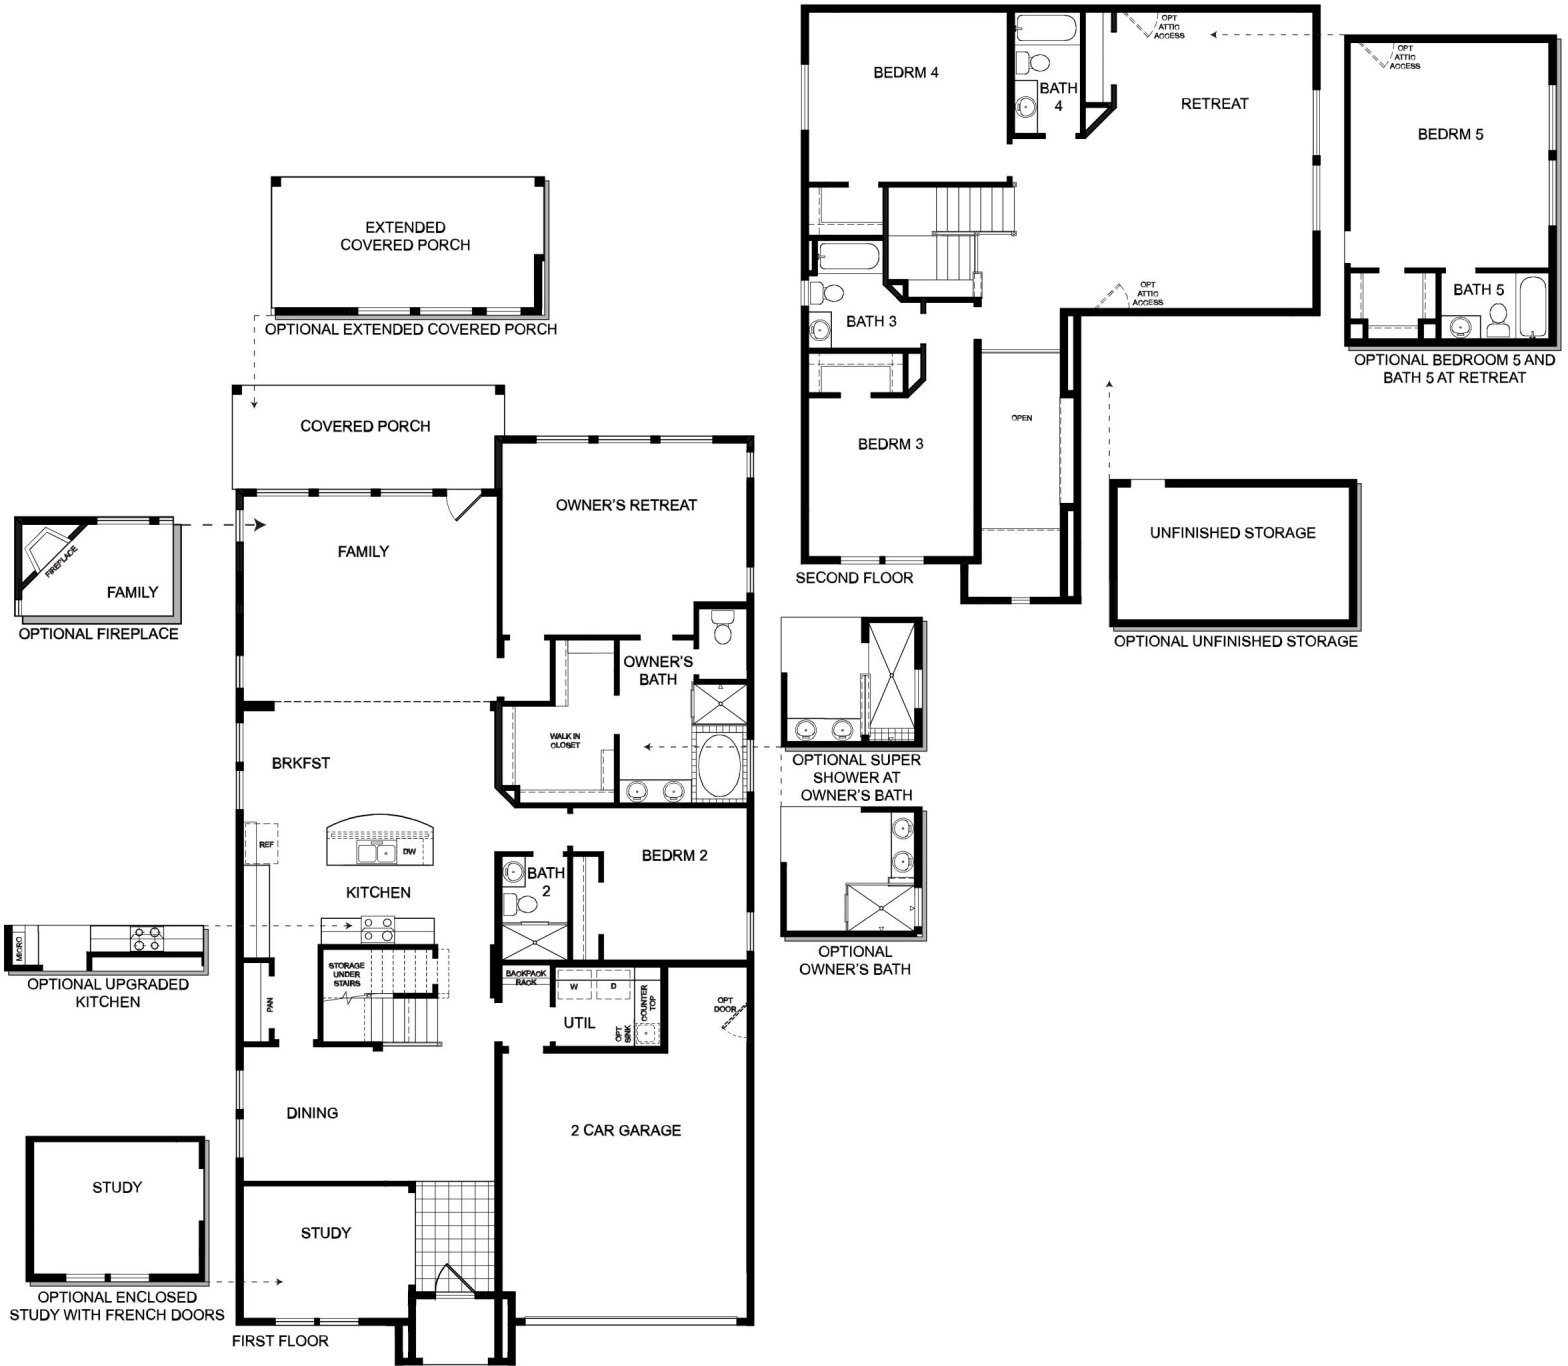 BEDRM 4
BATH
4
OPT
ATTIC
ACCESS
RETREAT
OPT
ATTIC
ACCESS
BEDRM 5
BATH 5
OPTIONAL BEDROOM 5 AND
BATH 5 AT RETREAT
BATH 3
OPT
ATTIC
ACCESS
BEDRM 3
OPEN
SECOND FLOOR
UNFINISHED STORAGE
OPTIONAL UNFINISHED STORAGE
EXTENDED
COVERED PORCH
OPTIONAL EXTENDED COVERED PORCH
COVERED PORCH
OWNER'S RETREAT
FAMILY
FIREPLACE
FAMILY
OPTIONAL FIREPLACE
OWNER'S
BATH
WALK IN
CLOSET
BRKFST
OPTIONAL SUPER
SHOWER AT
OWNER'S BATH
REF
DW
KITCHEN
BATH
2
BEDRM 2
OPTIONAL
OWNER'S BATH
MICRO
OPTIONAL UPGRADED
KITCHEN
STORAGE
UNDER
STAIRS
PAN
BACKPACK
RACK
W
D
COUNTER
TOP
UTIL
OPT
SINK
OPT
DOOR
DINING
2 CAR GARAGE
STUDY
OPTIONAL ENCLOSED
STUDY WITH FRENCH DOORS
STUDY
FIRST FLOOR